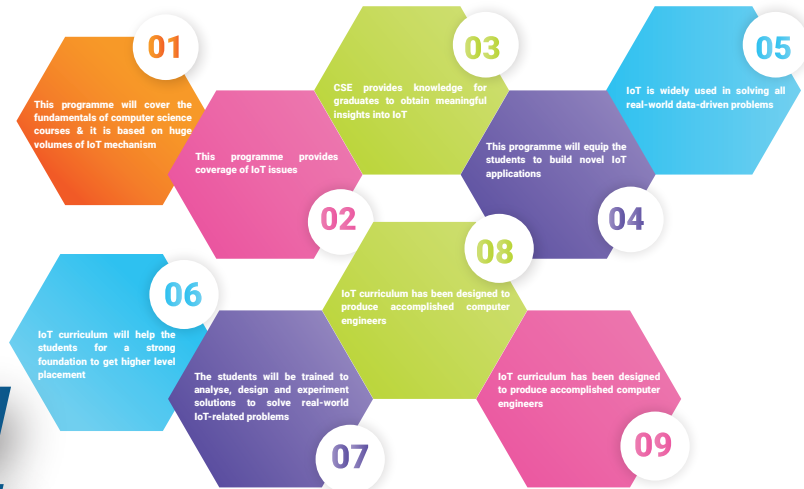 01
This programme will cover the
fundamentals of computer science
courses & it is based on huge
volumes of IoT mechanism
This programme provides
coverage of IoT issues
02
03
CSE provides knowledge for
graduates to obtain meaningful
insights into IoT
This programme will equip the
students to build novel IoT
applications
04
05
IoT is widely used in solving all
real-world data-driven problems
06
IoT curriculum will help the
students for a strong
foundation to get higher level
placement
The students will be trained to
analyse, design and experiment
solutions to solve real-world
IoT-related problems
07
08
IoT curriculum has been designed to
produce accomplished computer
engineers
IoT curriculum has been designed
to produce accomplished computer
engineers
09